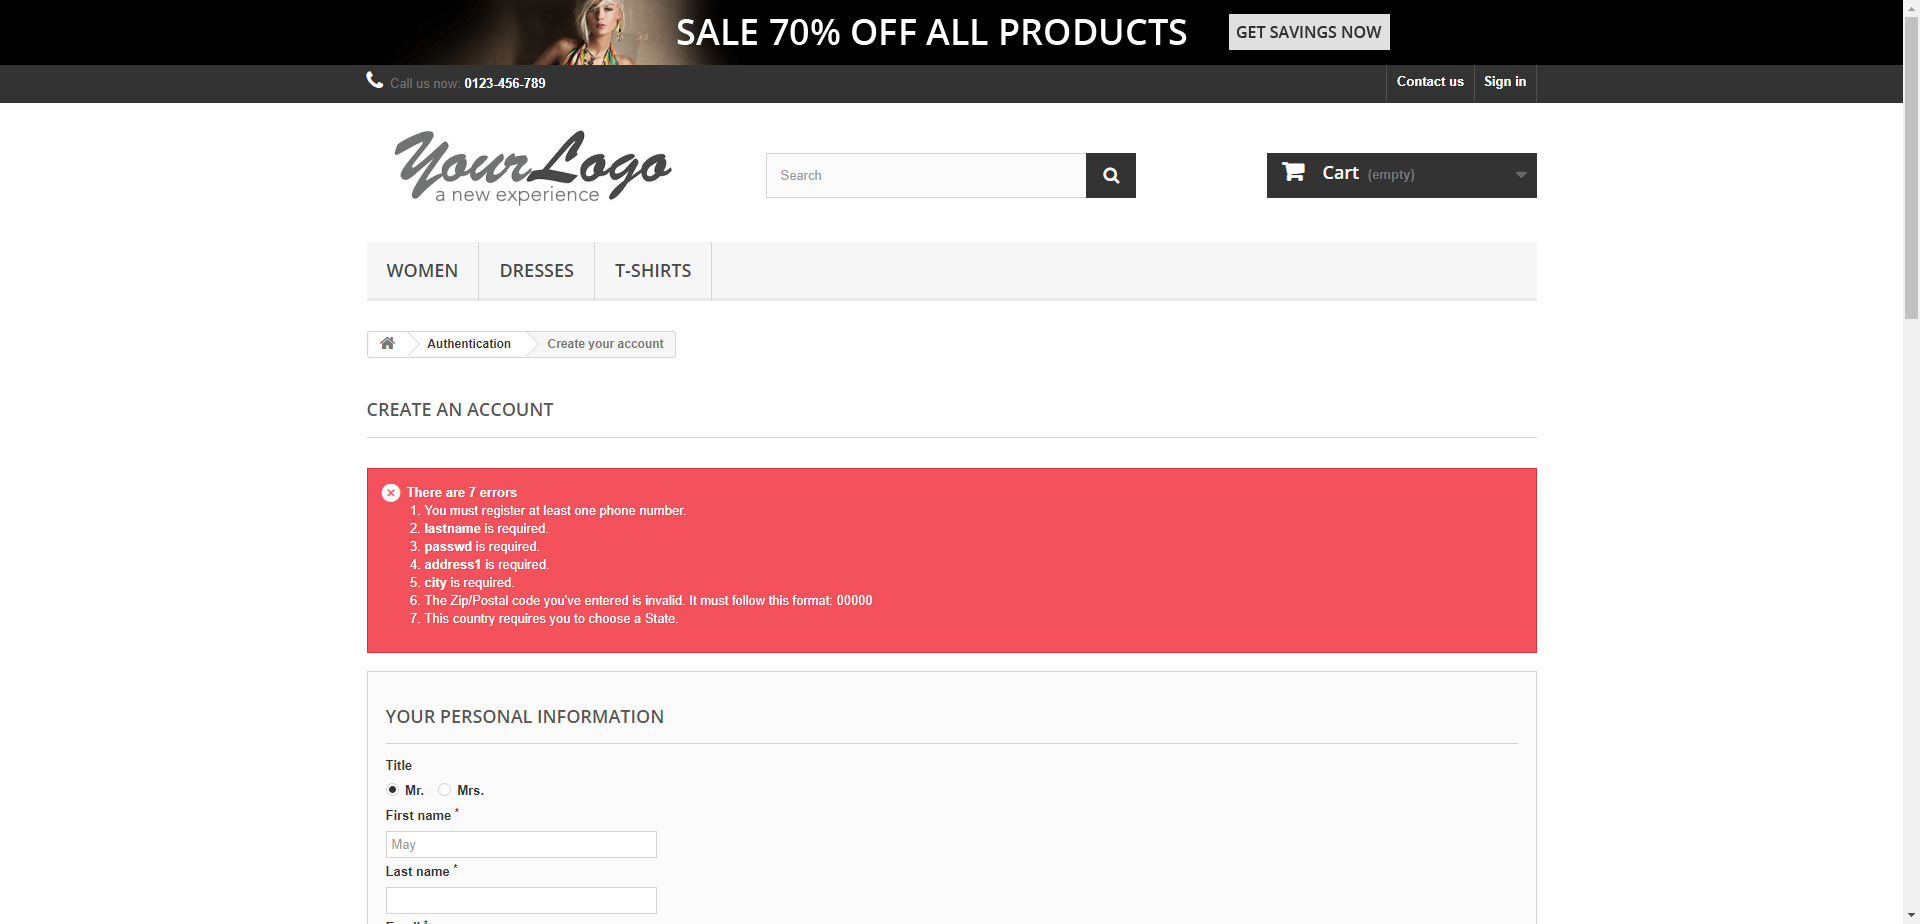 SALE 70% OFF ALL PRODUCTS
GET SAVINGS NOW
Call us now: 0123-456-789
Contact us
Sign in
YourLogo
a new experience
Search
Cart (empty)
WOMEN
DRESSES
T-SHIRTS
Authentication
Create your account
CREATE AN ACCOUNT
There are 7 errors
1. You must register at least one phone number.
2. lastname is required.
3. passwd is required.
4. address1 is required.
5. city is required.
6. The Zip/Postal code you've entered is invalid. It must follow this format: 00000
7. This country requires you to choose a State.
YOUR PERSONAL INFORMATION
Title
Mr.
Mrs.
First name *
May
Last name *